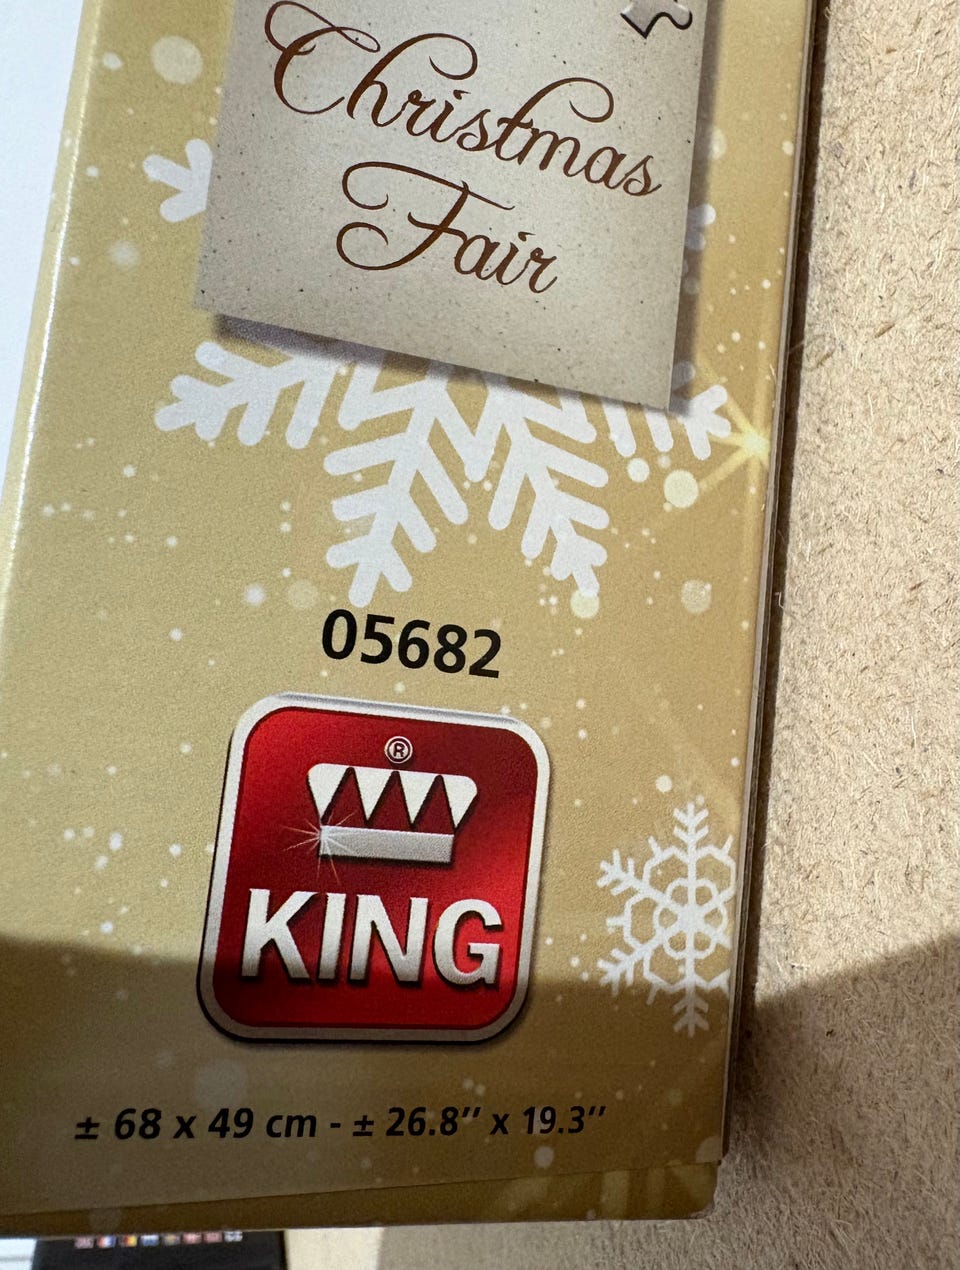 Christmas
Fair
05682
®
KING
± 68 x 49 cm - ± 26.8’’ x 19.3’’